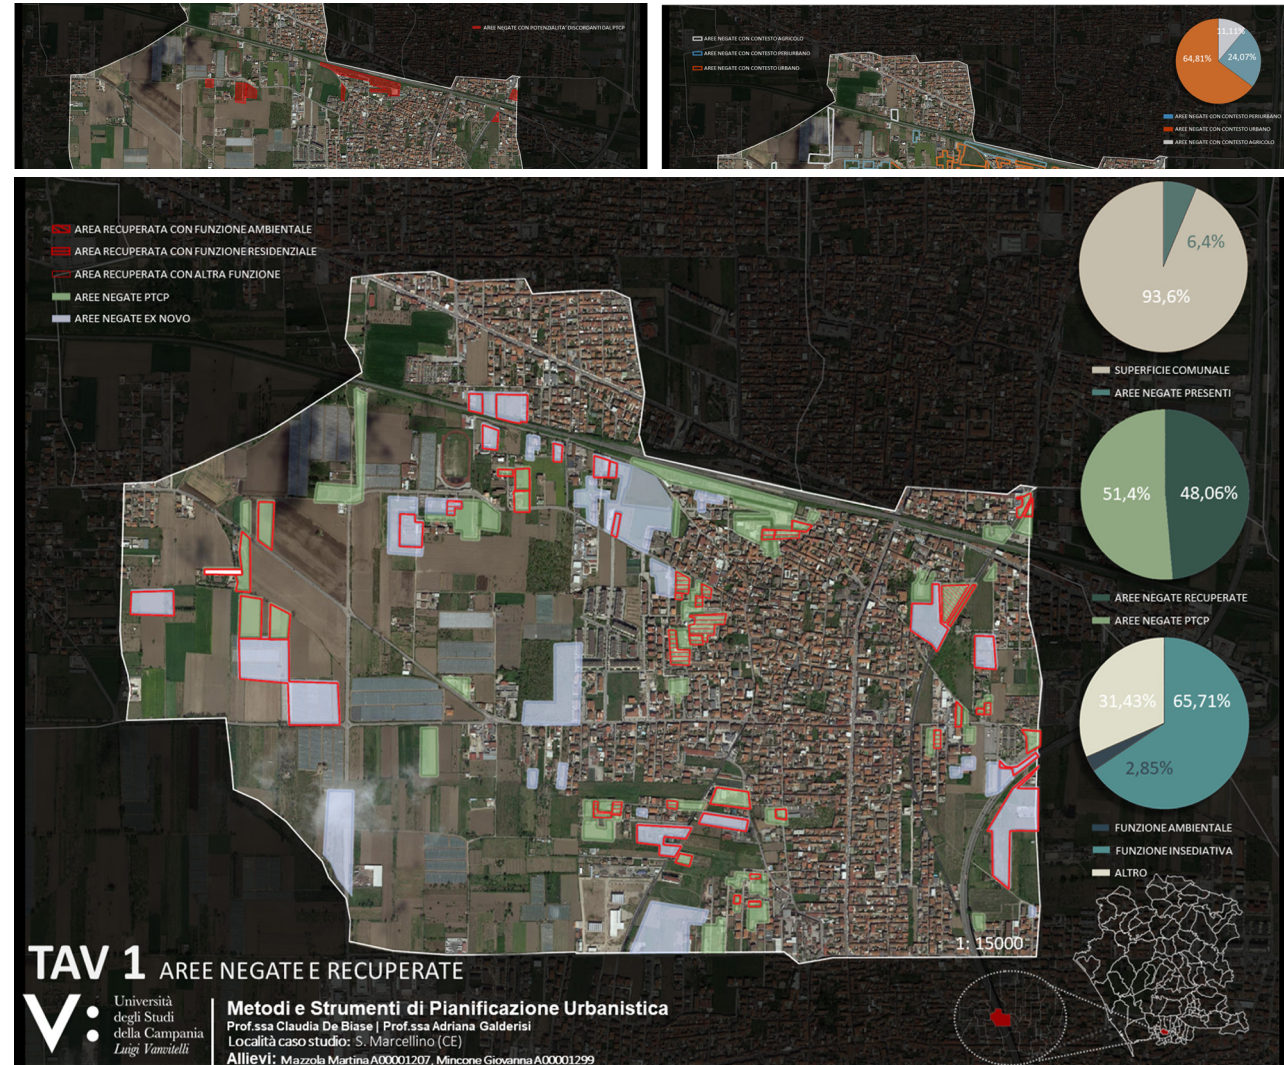 AREE NEGATE CON POTENZIALITA' DISCORDANTI DAL PTCP
AREE NEGATE CON CONTESTO AGRICOLO
AREE NEGATE CON CONTESTO PERIURBANO
AREE NEGATE CON CONTESTO URBANO
11,11%
64,81%
24,07%
AREE NEGATE CON CONTESTO PERIURBANO
AREE NEGATE CON CONTESTO URBANO
AREE NEGATE CON CONTESTO AGRICOLO
AREA RECUPERATA CON FUNZIONE AMBIENTALE
AREA RECUPERATA CON FUNZIONE RESIDENZIALE
AREA RECUPERATA CON ALTRA FUNZIONE
AREE NEGATE PTCP
AREE NEGATE EX NOVO
6,4%
93,6%
SUPERFICIE COMUNALE
AREE NEGATE PRESENTI
51,4%
48,06%
AREE NEGATE RECUPERATE
AREE NEGATE PTCP
31,43%
65,71%
2,85%
FUNZIONE AMBIENTALE
FUNZIONE INSEDIATIVA
ALTRO
1: 15000
TAV 1 AREE NEGATE E RECUPERATE
V:
Università
degli Studi
della Campania
Luigi Vanvitelli
Metodi e Strumenti di Pianificazione Urbanistica
Prof.ssa Claudia De Biase | Prof.ssa Adriana Galderisi
Località caso studio: S. Marcellino (CE)
Allievi: Mazzola Martina A00001207, Mincone Giovanna A00001299